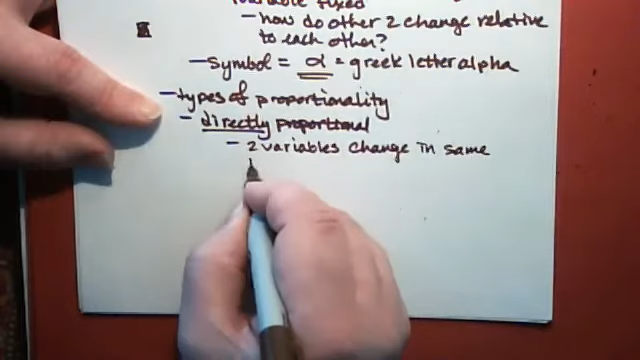 variable fixed
- how do other 2 change relative
to each other?
- symbol = α = greek letter alpha
- types of proportionality
- directly proportional
- 2 variables change in same